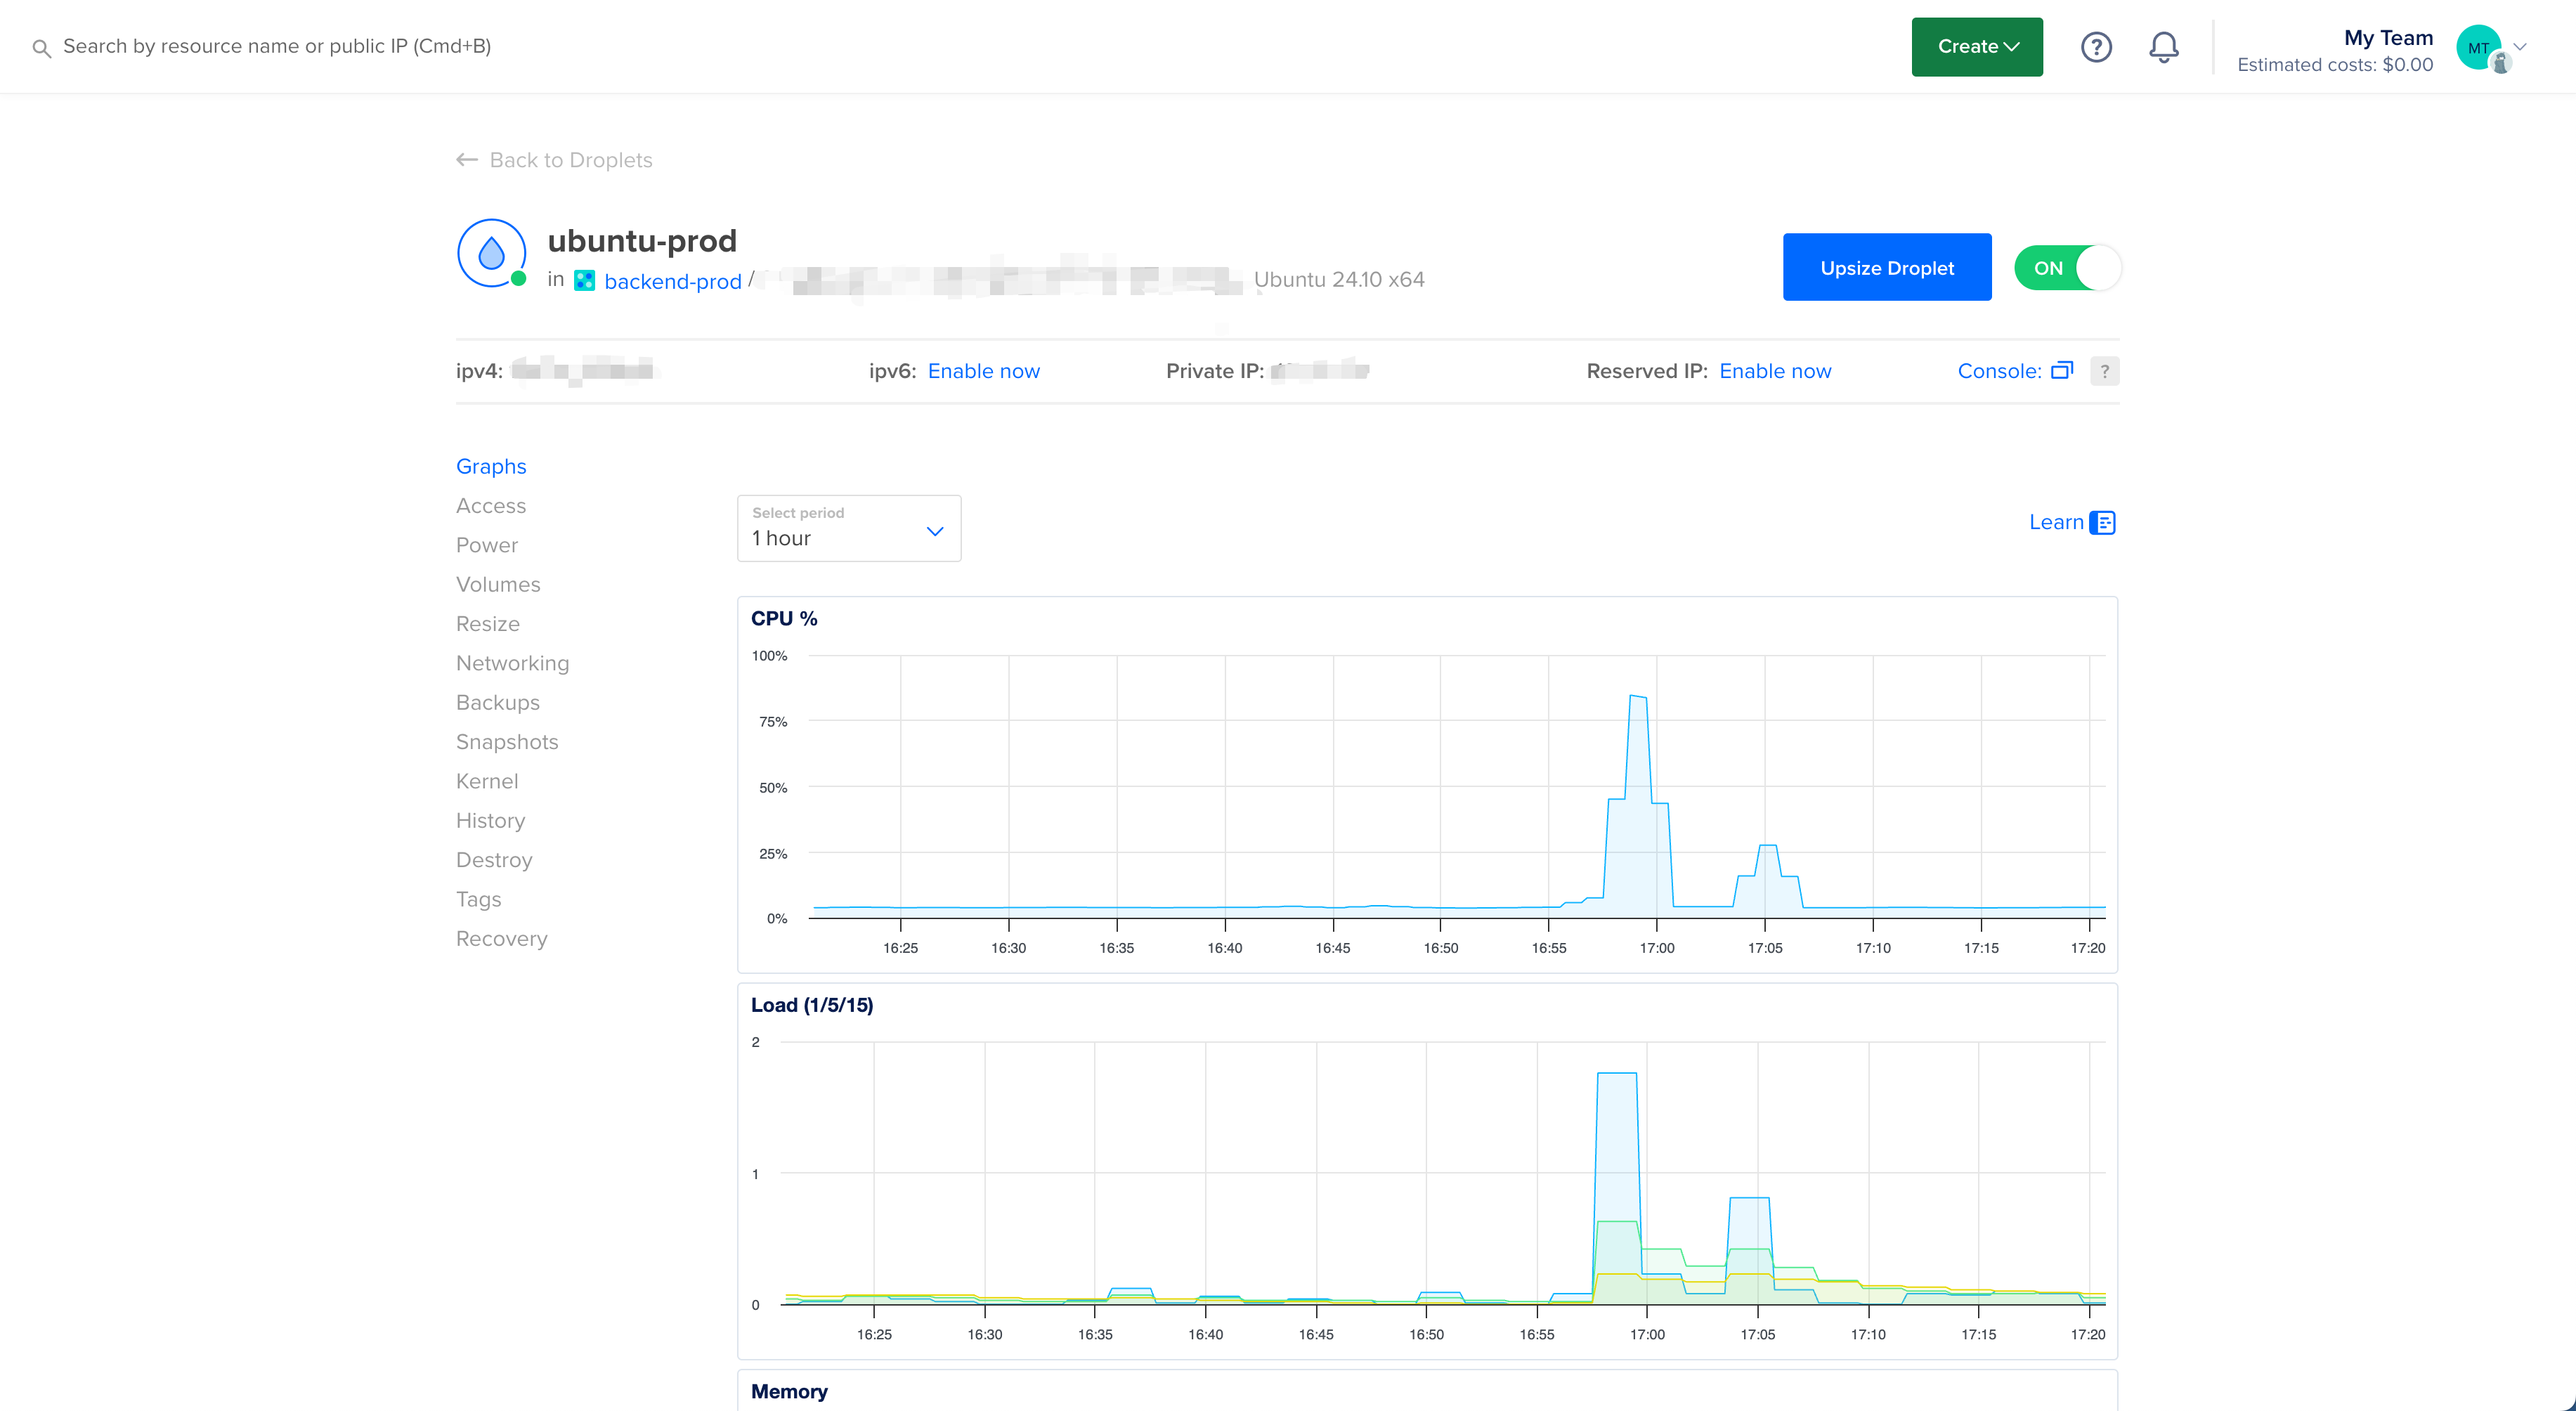 Search by resource name or public IP (Cmd+B)
Create
?
My Team
Estimated costs: $0.00
MT
Back to Droplets
ubuntu-prod
in backend-prod / Ubuntu 24.10 x64
Upsize Droplet
ON
ipv4:
ipv6: Enable now
Private IP:
Reserved IP: Enable now
Console:
?
Graphs
Access
Power
Volumes
Resize
Networking
Backups
Snapshots
Kernel
History
Destroy
Tags
Recovery
Select period
1 hour
Learn
CPU %
100%
75%
50%
25%
0%
16:25 16:30 16:35 16:40 16:45 16:50 16:55 17:00 17:05 17:10 17:15 17:20
Load (1/5/15)
2
1
0
16:25 16:30 16:35 16:40 16:45 16:50 16:55 17:00 17:05 17:10 17:15 17:20
Memory